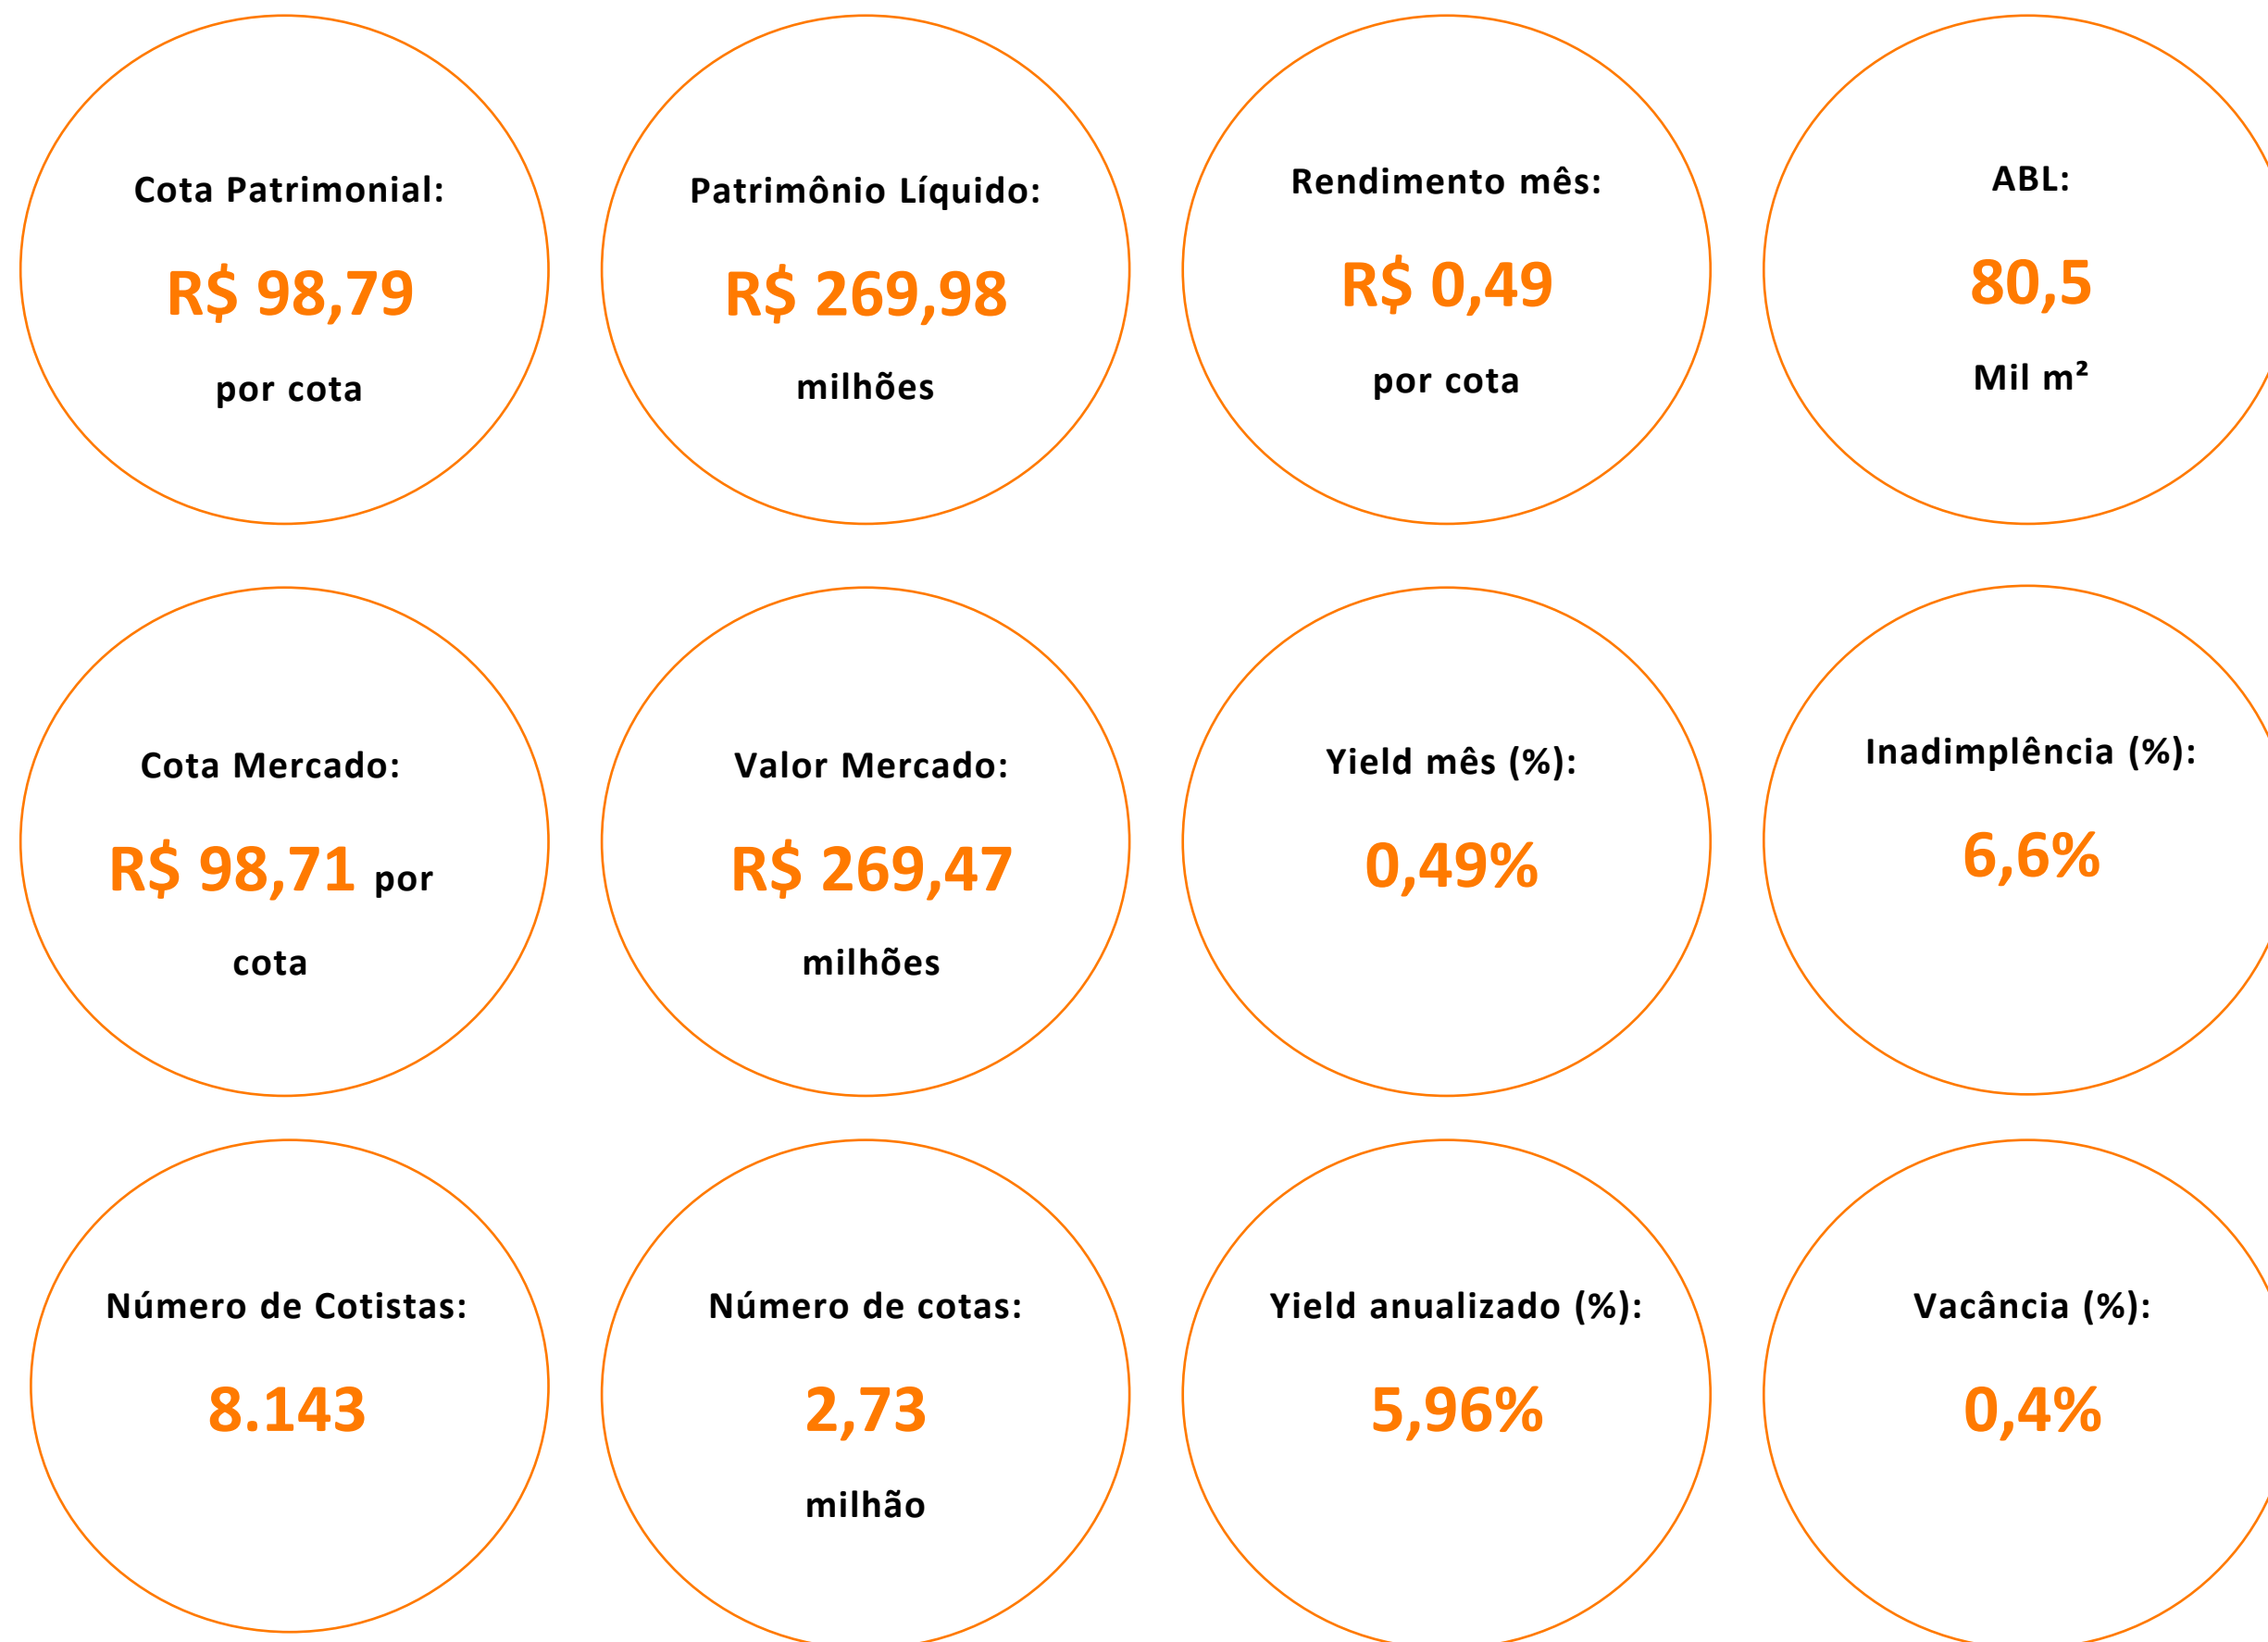 Cota Patrimonial:
R$ 98,79
por cota
Patrimônio Líquido:
R$ 269,98
milhões
Rendimento mês:
R$ 0,49
por cota
ABL:
80,5
Mil m²
Cota Mercado:
R$ 98,71 por
cota
Valor Mercado:
R$ 269,47
milhões
Yield mês (%):
0,49%
Inadimplência (%):
6,6%
Número de Cotistas:
8.143
Número de cotas:
2,73
milhão
Yield anualizado (%):
5,96%
Vacância (%):
0,4%